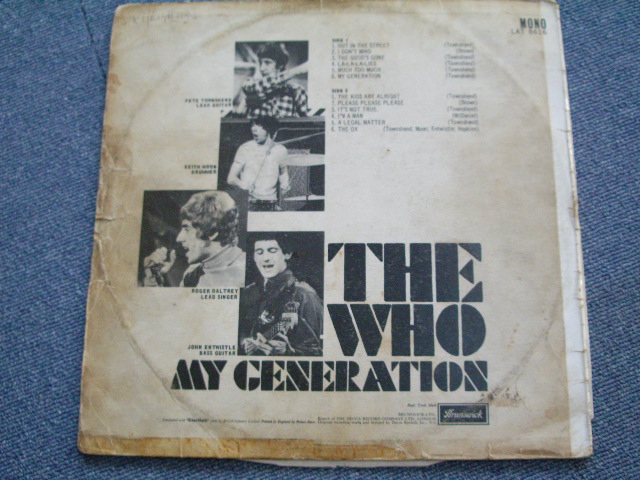 MONO
LAT 8616
SIDE 1
1. OUT IN THE STREET (Townshend)
2. I DON'T MIND (Brown)
3. THE GOOD'S GONE (Townshend)
4. LA-LA-LA-LIES (Townshend)
5. MUCH TOO MUCH (Townshend)
6. MY GENERATION (Townshend)
SIDE 2
1. THE KIDS ARE ALRIGHT (Townshend)
2. PLEASE PLEASE PLEASE (Brown)
3. IT'S NOT TRUE (Townshend)
4. I'M A MAN (McDaniel)
5. A LEGAL MATTER (Townshend)
6. THE OX (Townshend, Moon, Entwistle, Hopkins)
PETE TOWNSHEND
LEAD GUITAR
KEITH MOON
DRUMMER
ROGER DALTREY
LEAD SINGER
JOHN ENTWISTLE
BASS GUITAR
THE
WHO
MY GENERATION
Brunswick